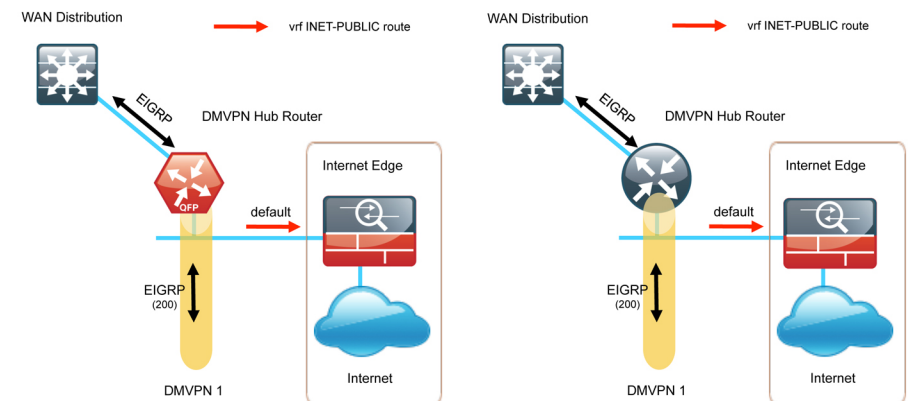 WAN Distribution
vrf INET-PUBLIC route
EIGRP
DMVPN Hub Router
Internet Edge
QFP
default
EIGRP
(200)
Internet
DMVPN 1
WAN Distribution
vrf INET-PUBLIC route
EIGRP
DMVPN Hub Router
Internet Edge
default
EIGRP
(200)
Internet
DMVPN 1